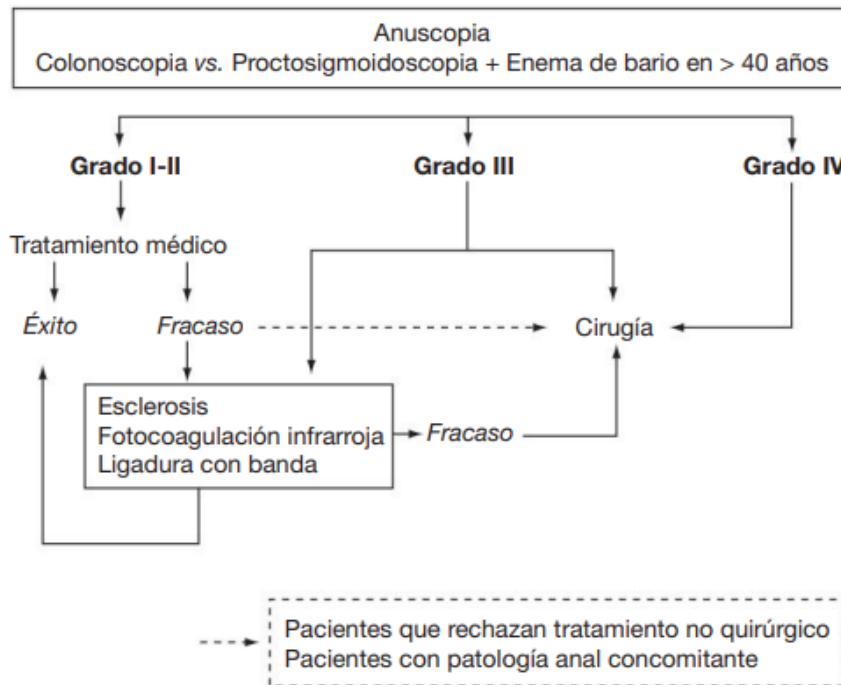 Anuscopia
Colonoscopia vs. Proctosigmoidoscopia + Enema de bario en > 40 años
Grado I-II
Grado III
Grado IV
Tratamiento médico
Éxito
Fracaso
Cirugía
Esclerosis
Fotocoagulación infrarroja
Ligadura con banda
Fracaso
Pacientes que rechazan tratamiento no quirúrgico
Pacientes con patología anal concomitante